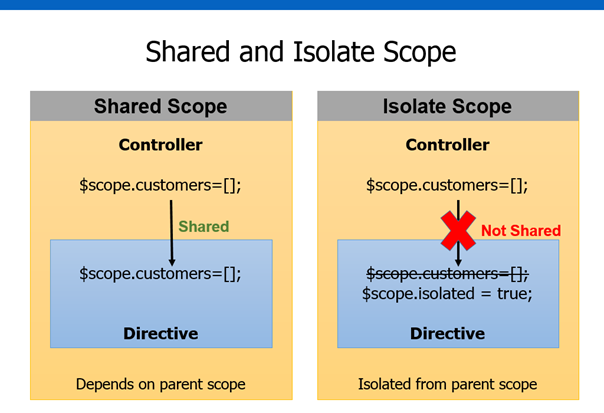 Shared and Isolate Scope
Shared Scope
Controller
$scope.customers=[];
Shared
$scope.customers=[];
Directive
Depends on parent scope
Isolate Scope
Controller
$scope.customers=[];
Not Shared
$scope.customers=[];
$scope.isolated = true;
Directive
Isolated from parent scope